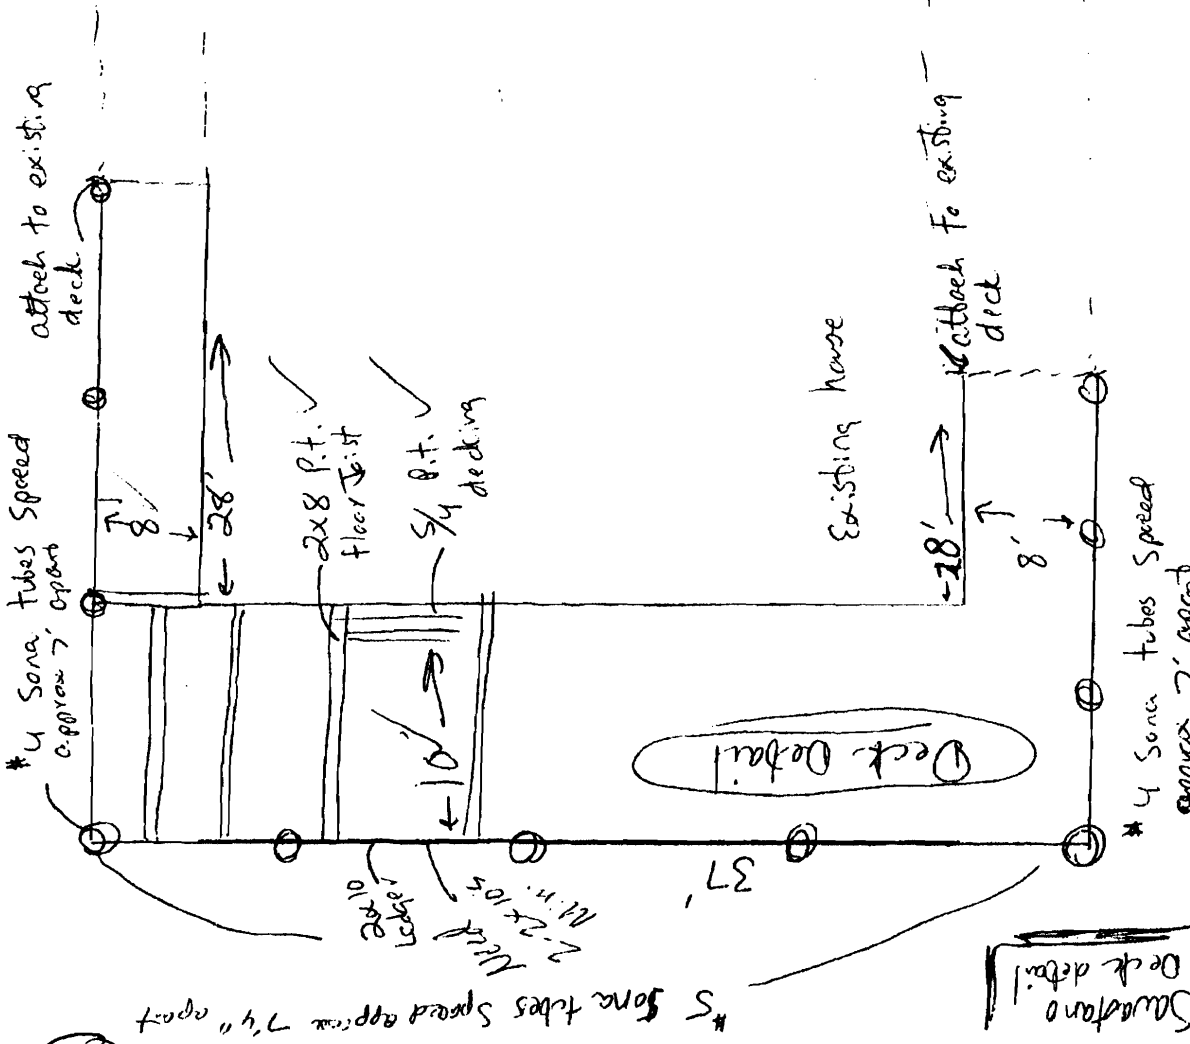 attach to existing
deck
#4 Sona tubes Spaced
approx 7' apart
8'
28'
2x8 P.t.
floor Joist
5/4 P.t.
decking
10'
Existing house
attach To existing
deck
28'
8'
#4 Sona tubes Spaced
approx 7' apart
Deck Detail
37'
2x10
Ledger
Need
2-2x10s
Min.
#5 Sona tubes Spaced approx 7'4" apart
Savastano
Deck detail